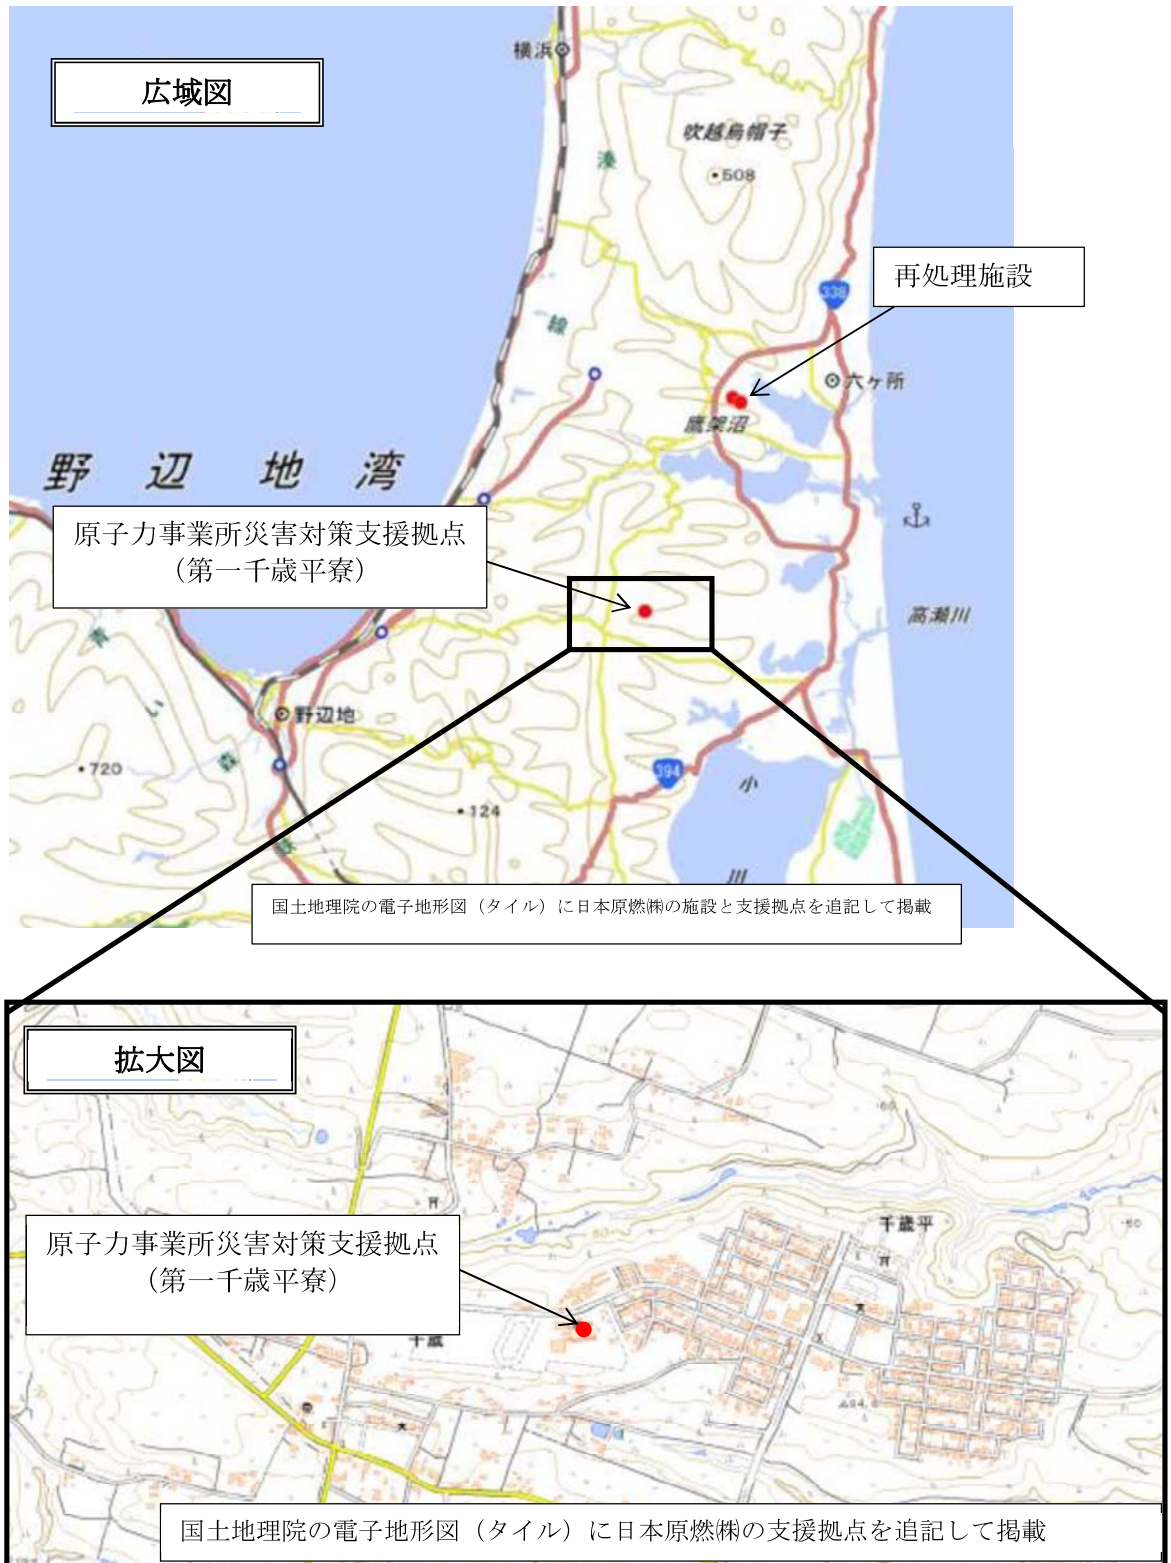 横浜
広域図
吹越烏帽子
湊
508
再処理施設
338
線
六ヶ所
鷹架沼
野辺地湾
原子力事業所災害対策支援拠点
（第一千歳平寮）
高瀬川
青
い
野辺地
森
720
394
小
124
川
国土地理院の電子地形図（タイル）に日本原燃㈱の施設と支援拠点を追記して掲載
拡大図
60
千歳平
60
原子力事業所災害対策支援拠点
（第一千歳平寮）
千歳
国土地理院の電子地形図（タイル）に日本原燃㈱の支援拠点を追記して掲載